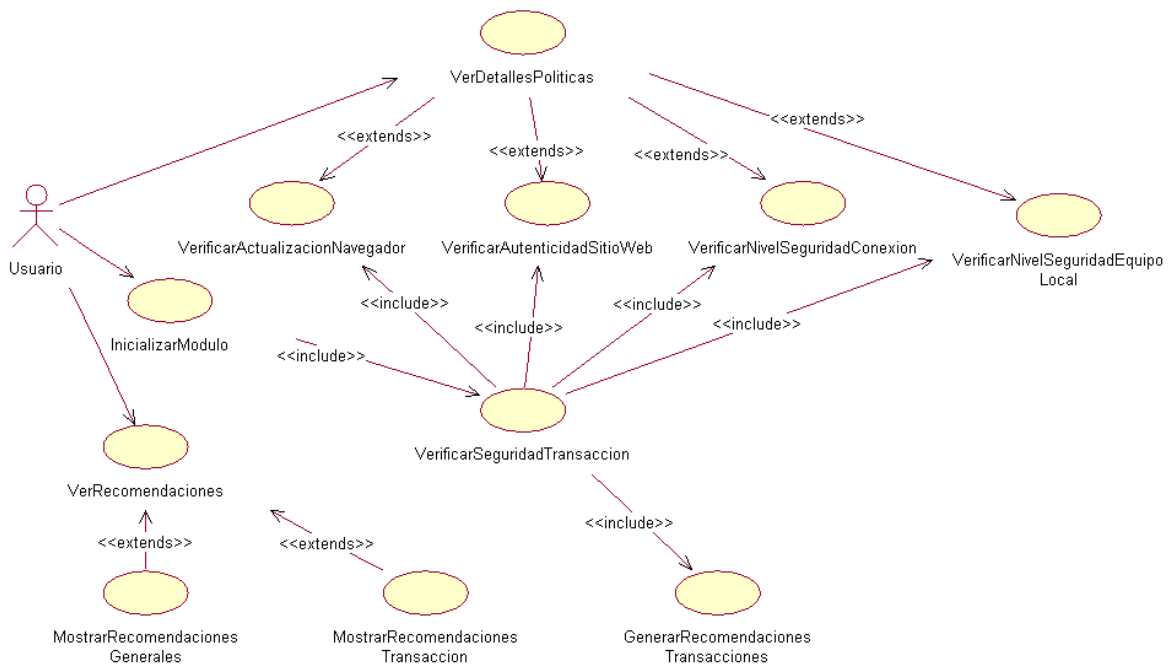 VerDetallesPoliticas
<<extends>>
<<extends>>
<<extends>>
<<extends>>
VerificarActualizacionNavegador
VerificarAutenticidadSitioWeb
VerificarNivelSeguridadConexion
VerificarNivelSeguridadEquipo
Local
Usuario
InicializarModulo
<<include>>
<<include>>
<<include>>
<<include>>
<<include>>
VerificarSeguridadTransaccion
VerRecomendaciones
<<include>>
<<extends>>
<<extends>>
MostrarRecomendaciones
Generales
MostrarRecomendaciones
Transaccion
GenerarRecomendaciones
Transacciones